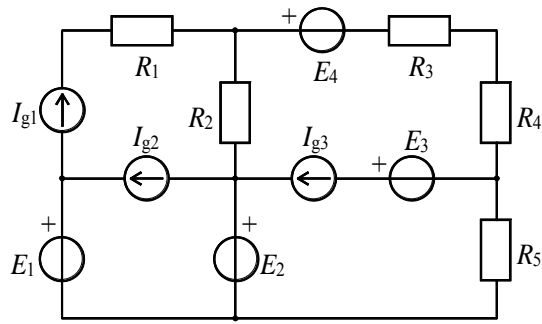 +
R1
E4
R3
Ig1
R2
R4
Ig2
Ig3
+
E3
+
E1
+
E2
R5